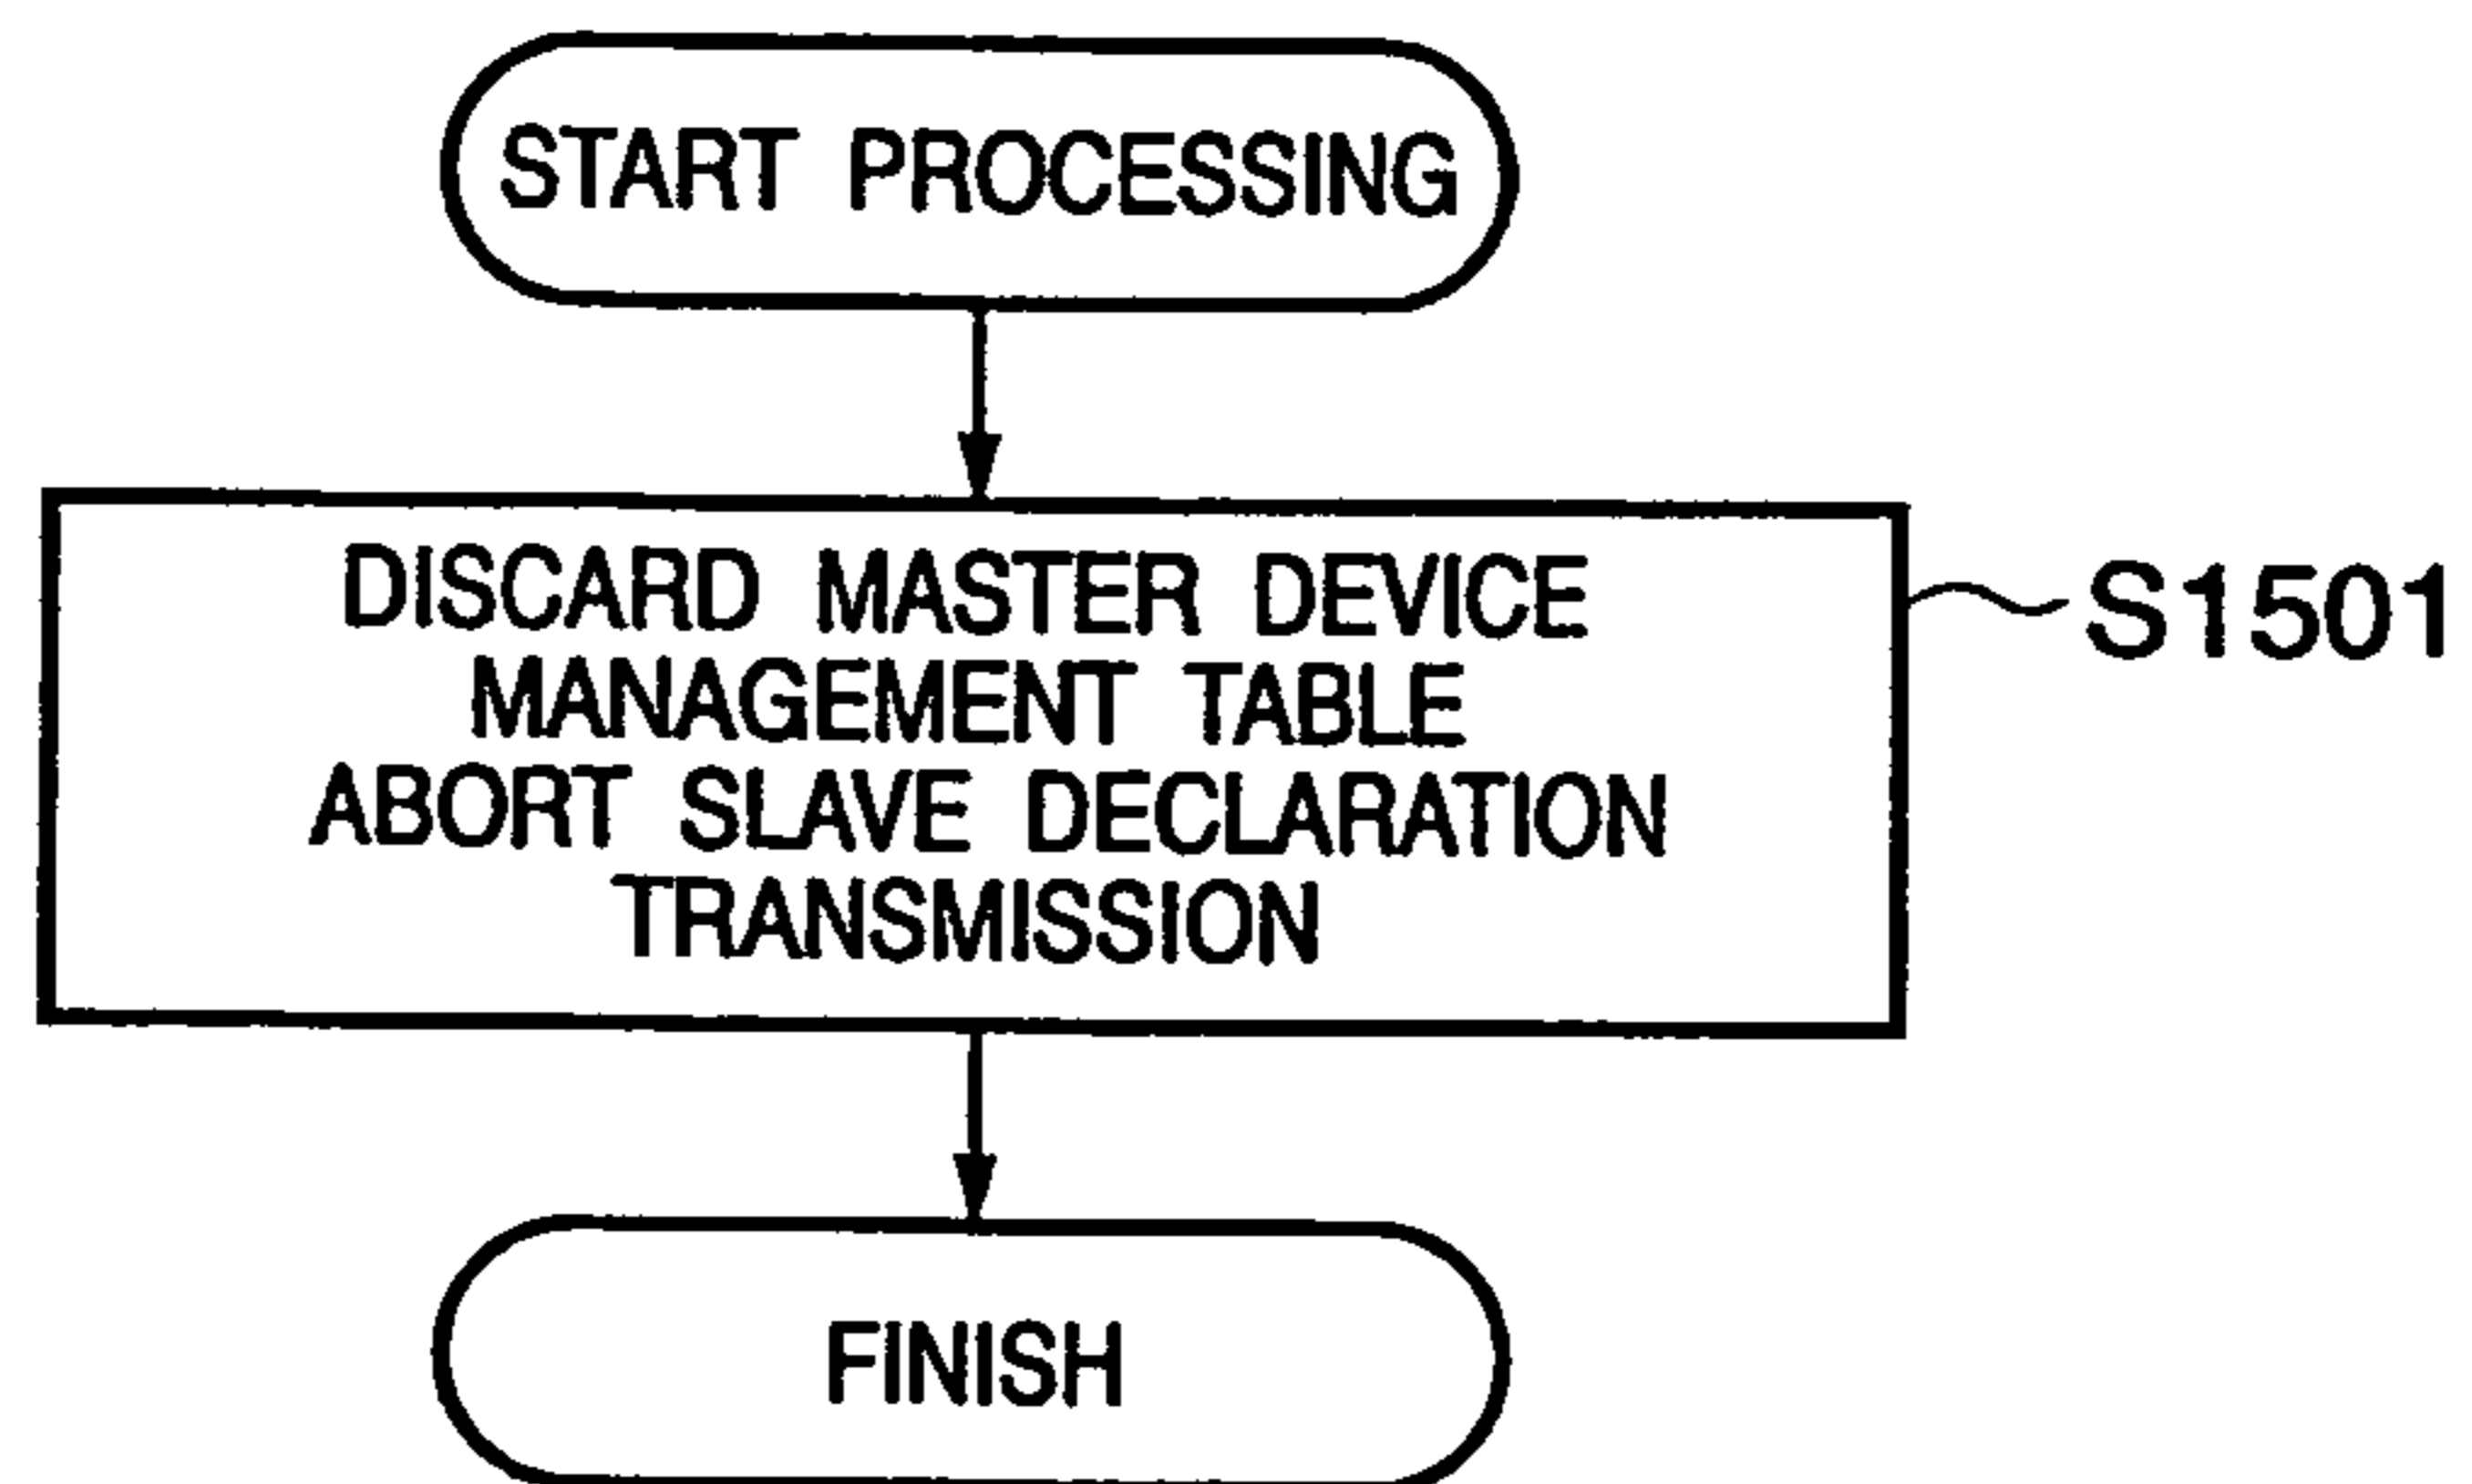 START PROCESSING
DISCARD MASTER DEVICE
MANAGEMENT TABLE
ABORT SLAVE DECLARATION
TRANSMISSION
S1501
FINISH